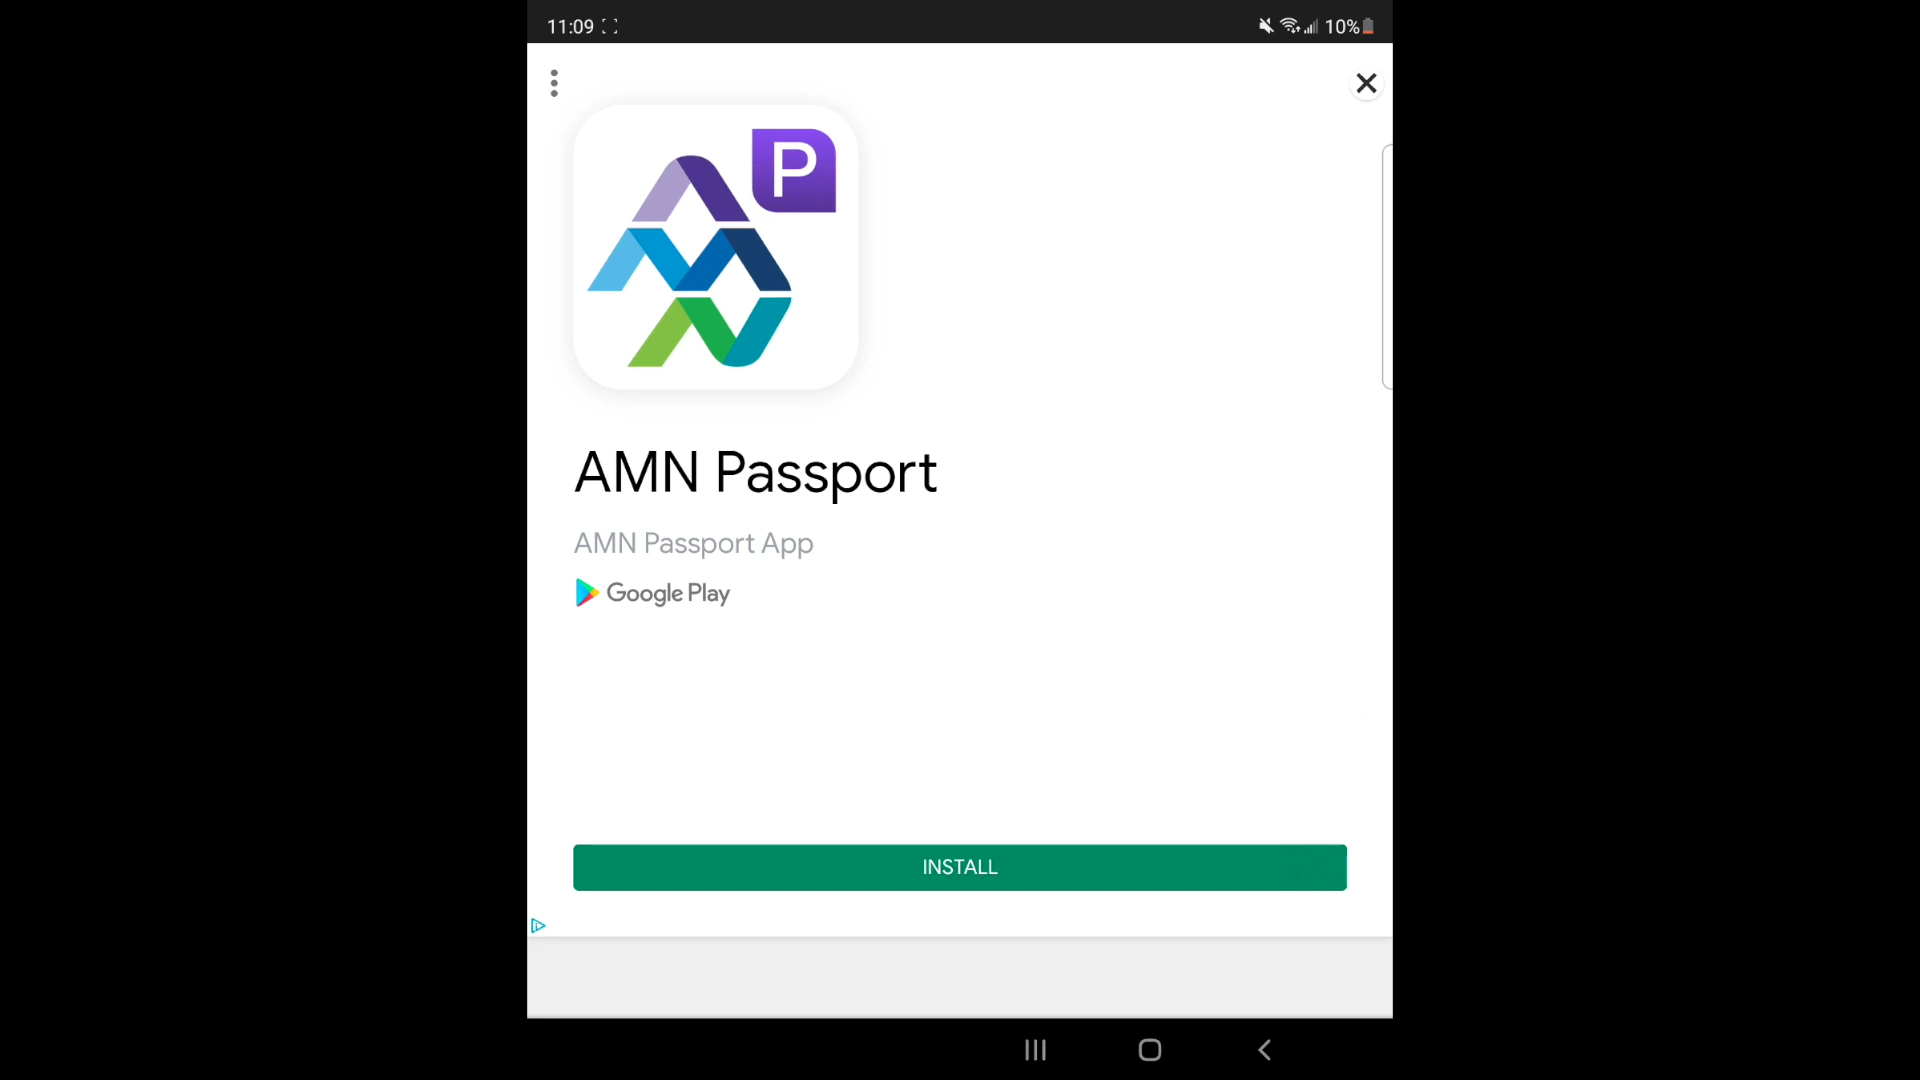 11:09
10%
P
AMN Passport
AMN Passport App
Google Play
INSTALL